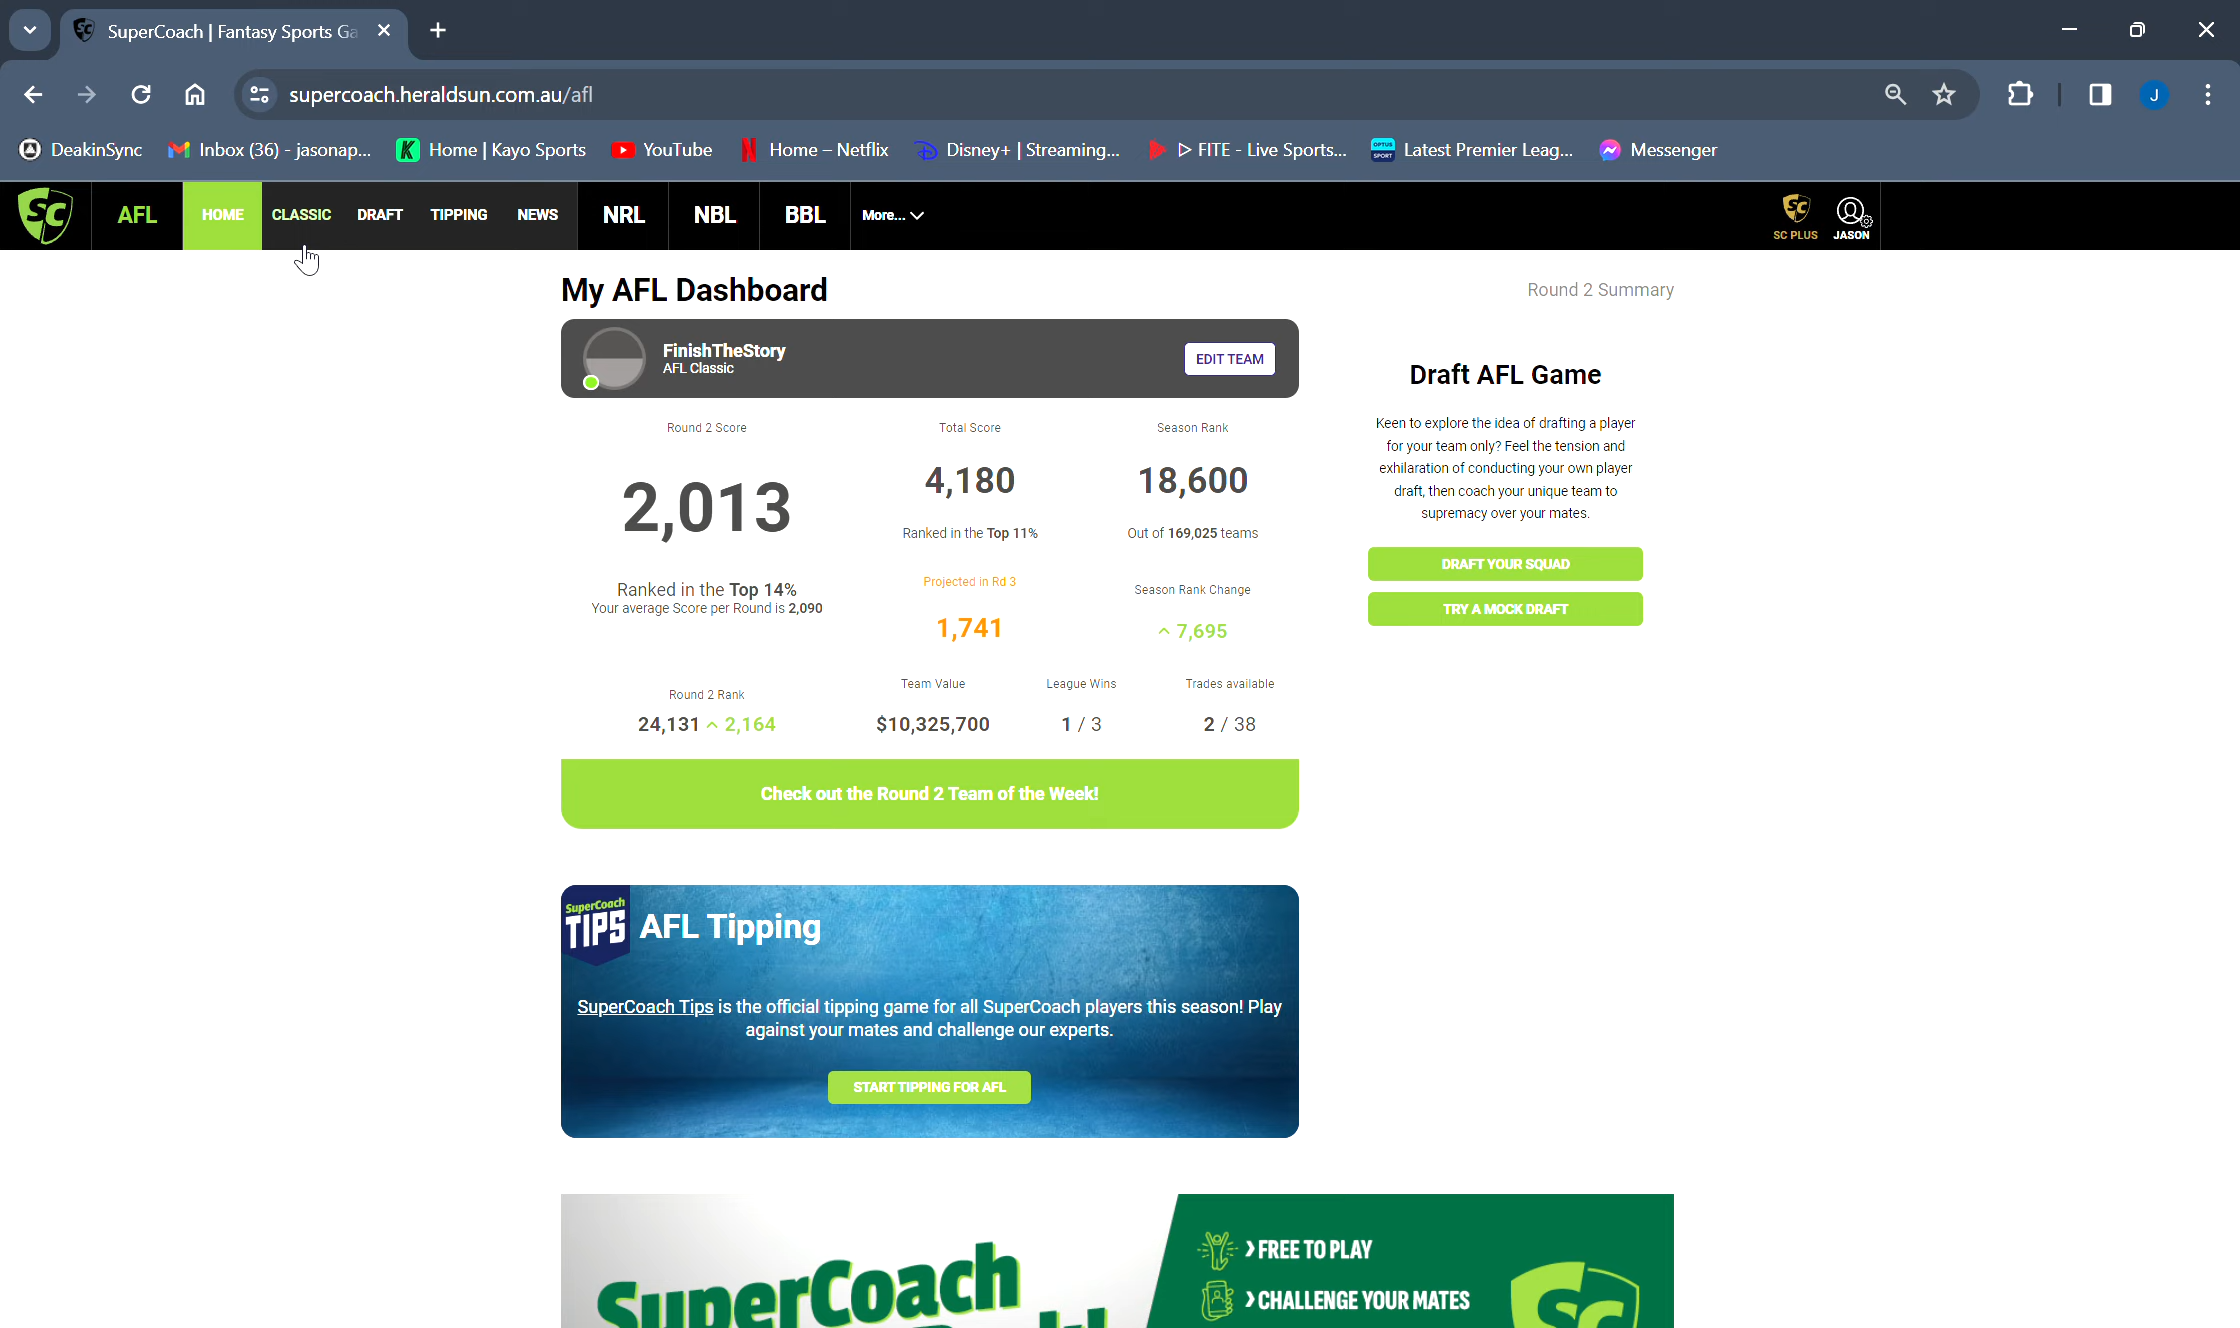 SuperCoach | Fantasy Sports Ga
supercoach.heraldsun.com.au/afl
J
DeakinSync
Inbox (36) - jasonap...
K Home | Kayo Sports
YouTube
Home – Netflix
Disney+ | Streaming...
FITE - Live Sports...
OPTUS SPORT Latest Premier Leag...
Messenger
SC AFL HOME CLASSIC DRAFT TIPPING NEWS NRL NBL BBL More...
SC
SC PLUS JASON
My AFL Dashboard
Round 2 Summary
FinishTheStory
AFL Classic
EDIT TEAM
Round 2 Score
2,013
Ranked in the Top 14%
Your average Score per Round is 2,090
Total Score
4,180
Ranked in the Top 11%
Projected in Rd 3
1,741
Season Rank
18,600
Out of 169,025 teams
Season Rank Change
7,695
Round 2 Rank
24,131 2,164
Team Value
$10,325,700
League Wins
1 / 3
Trades available
2 / 38
Check out the Round 2 Team of the Week!
Draft AFL Game
Keen to explore the idea of drafting a player
for your team only? Feel the tension and
exhilaration of conducting your own player
draft, then coach your unique team to
supremacy over your mates.
DRAFT YOUR SQUAD
TRY A MOCK DRAFT
SuperCoach
TIPS
AFL Tipping
SuperCoach Tips is the official tipping game for all SuperCoach players this season! Play
against your mates and challenge our experts.
START TIPPING FOR AFL
SuperCoach
FREE TO PLAY
CHALLENGE YOUR MATES
SC